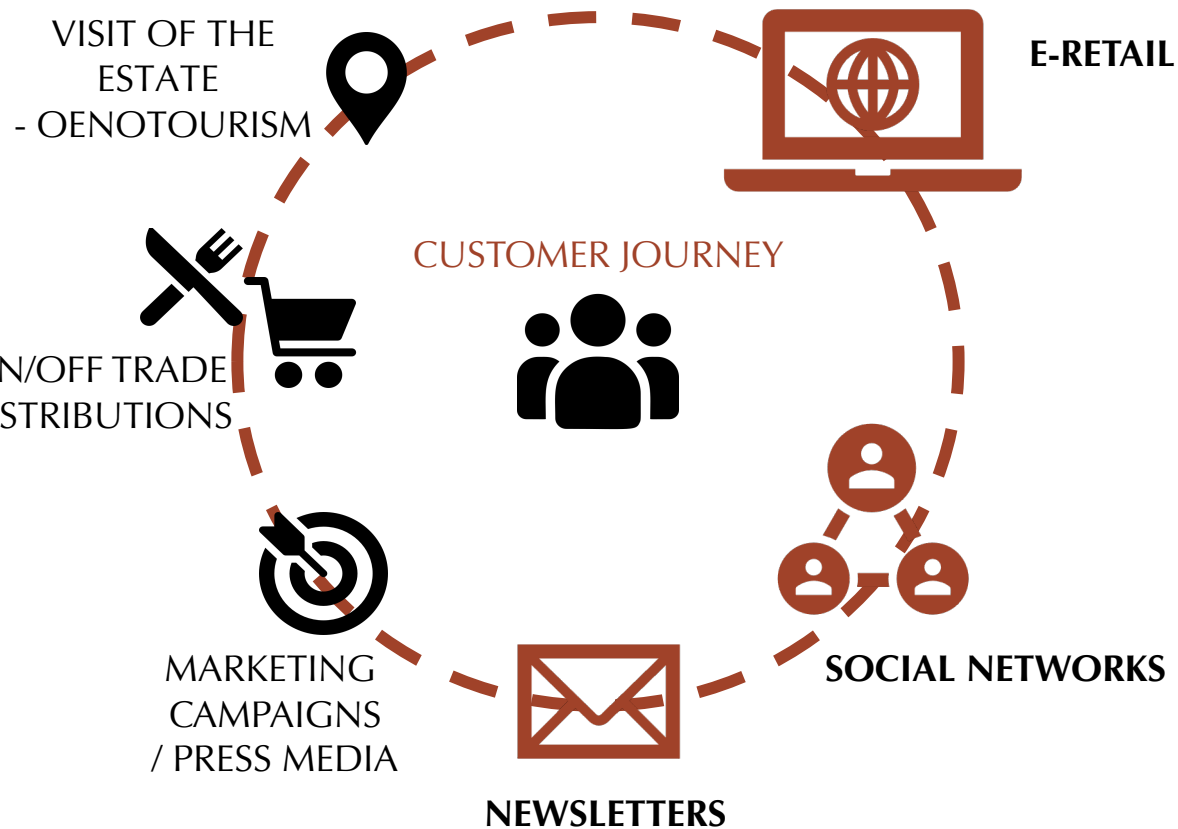 VISIT OF THE
ESTATE
- OENOTOURISM
E-RETAIL
CUSTOMER JOURNEY
N/OFF TRADE
STRIBUTIONS
MARKETING
CAMPAIGNS
/ PRESS MEDIA
SOCIAL NETWORKS
NEWSLETTERS